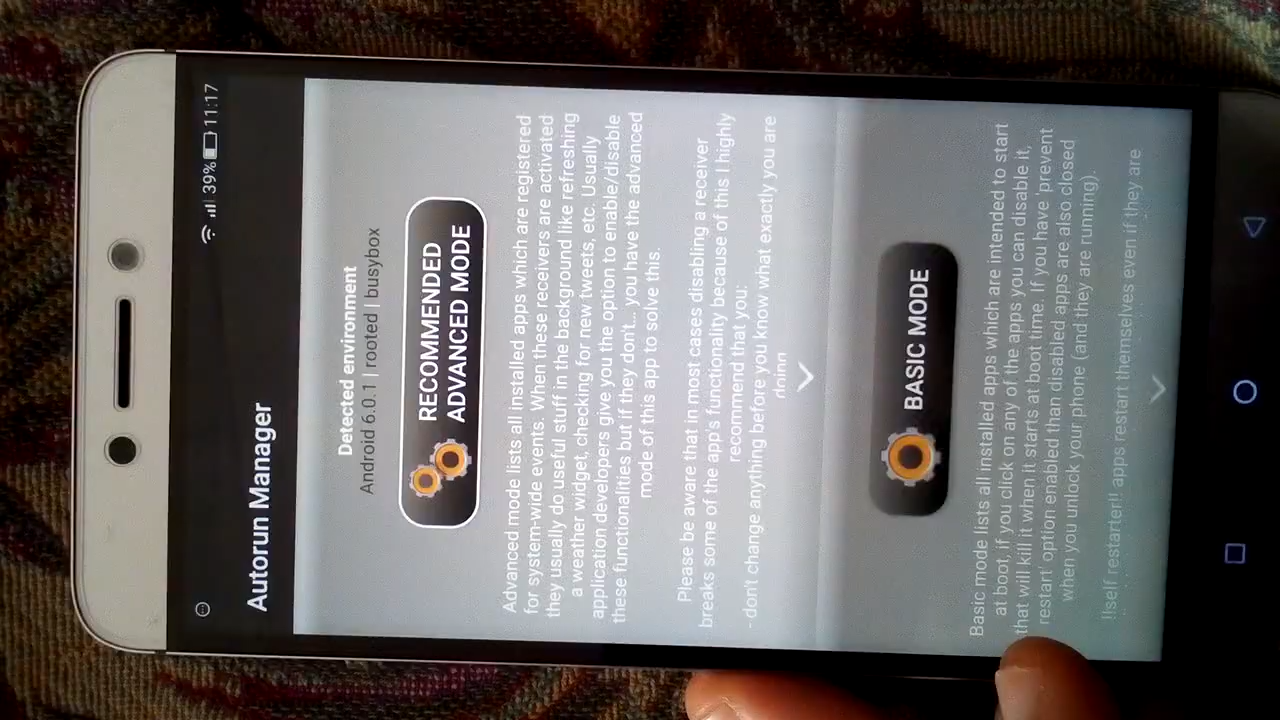 39% 11:17
Autorun Manager
Detected environment
Android 6.0.1 | rooted | busybox
RECOMMENDED
ADVANCED MODE
Advanced mode lists all installed apps which are registered
for system-wide events. When these receivers are activated
they usually do useful stuff in the background like refreshing
a weather widget, checking for new tweets, etc. Usually
application developers give you the option to enable/disable
these functionalities but if they don't... you have the advanced
mode of this app to solve this.
Please be aware that in most cases disabling a receiver
breaks some of the app's functionality because of this I highly
recommend that you:
- don't change anything before you know what exactly you are
BASIC MODE
Basic mode lists all installed apps which are intended to start
at boot, if you click on any of the apps you can disable it,
that will kill it when it starts at boot time. If you have 'prevent
restart' option enabled than disabled apps are also closed
when you unlock your phone (and they are running).
!!self restarter!! apps restart themselves even if they are